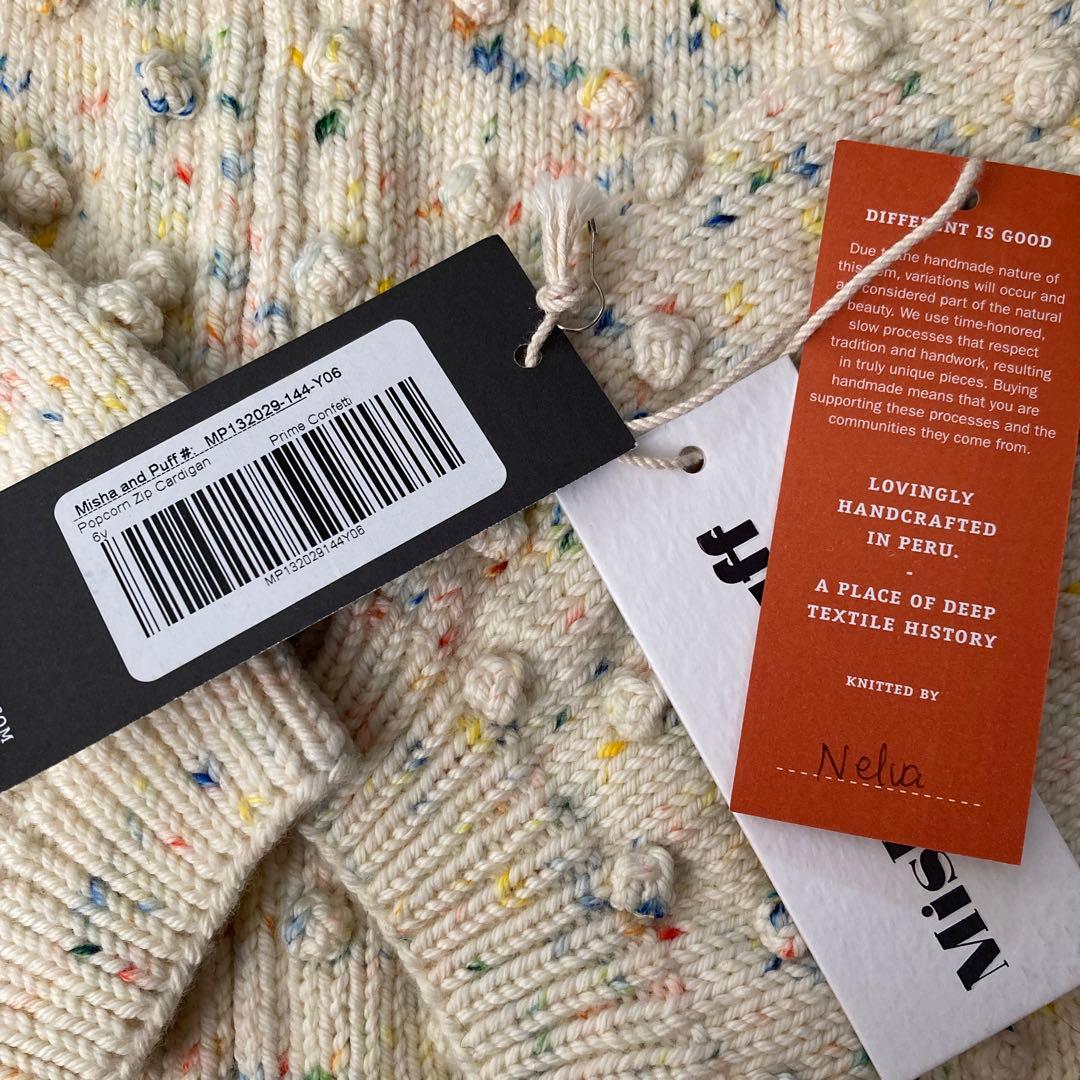 Misha and Puff #: MP132029-144-Y06
Popcorn Zip Cardigan Prime Confetti
6y
MP132029144Y06
OM
ff
Mis
DIFFERENT IS GOOD
Due the handmade nature of
this item, variations will occur and
are considered part of the natural
beauty. We use time-honored,
slow processes that respect
tradition and handwork, resulting
in truly unique pieces. Buying
handmade means that you are
supporting these processes and the
communities they come from.
LOVINGLY
HANDCRAFTED
IN PERU.
-
A PLACE OF DEEP
TEXTILE HISTORY
KNITTED BY
Nelia